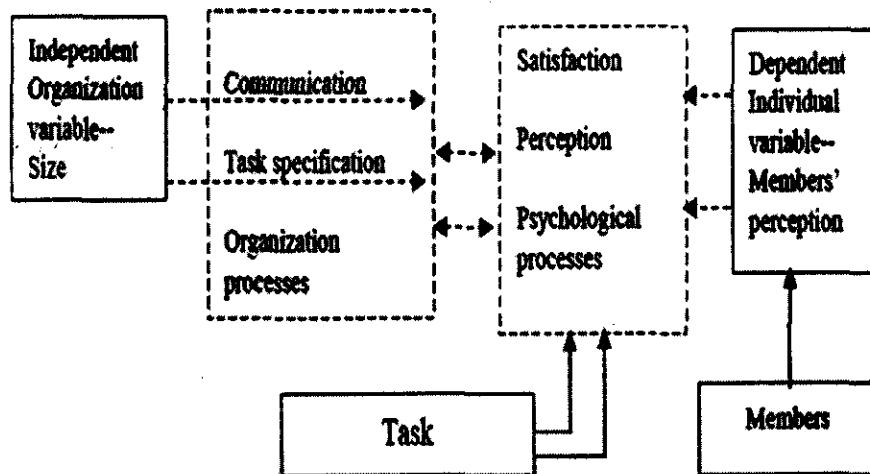 Independent
Organization
variable--
Size
Communication
Task specification
Organization
processes
Satisfaction
Perception
Psychological
processes
Dependent
Individual
variable--
Members'
perception
Task
Members